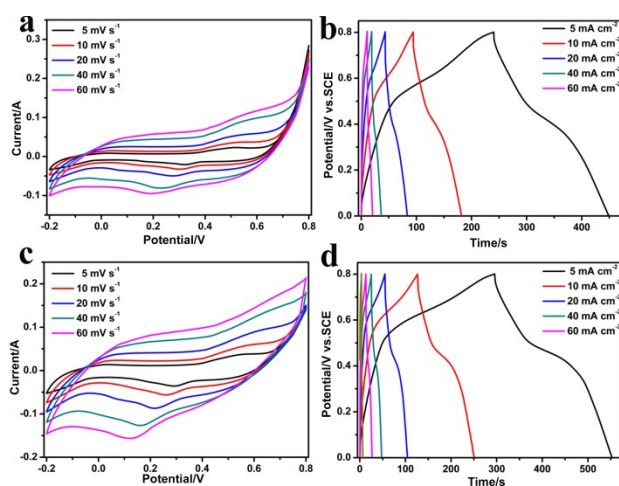 a
5 mV s⁻¹
10 mV s⁻¹
20 mV s⁻¹
40 mV s⁻¹
60 mV s⁻¹
Current/A
0.3
0.2
0.1
0.0
-0.1
-0.2 0.0 0.2 0.4 0.6 0.8
Potential/V
b
5 mA cm⁻²
10 mA cm⁻²
20 mA cm⁻²
40 mA cm⁻²
60 mA cm⁻²
Potential/V vs.SCE
0.8
0.6
0.4
0.2
0.0
0 100 200 300 400
Time/s
c
5 mV s⁻¹
10 mV s⁻¹
20 mV s⁻¹
40 mV s⁻¹
60 mV s⁻¹
Current/A
0.2
0.1
0.0
-0.1
-0.2
-0.2 0.0 0.2 0.4 0.6 0.8
Potential/V
d
5 mA cm⁻²
10 mA cm⁻²
20 mA cm⁻²
40 mA cm⁻²
60 mA cm⁻²
Potential/V vs.SCE
0.8
0.6
0.4
0.2
0.0
0 100 200 300 400 500
Time/s